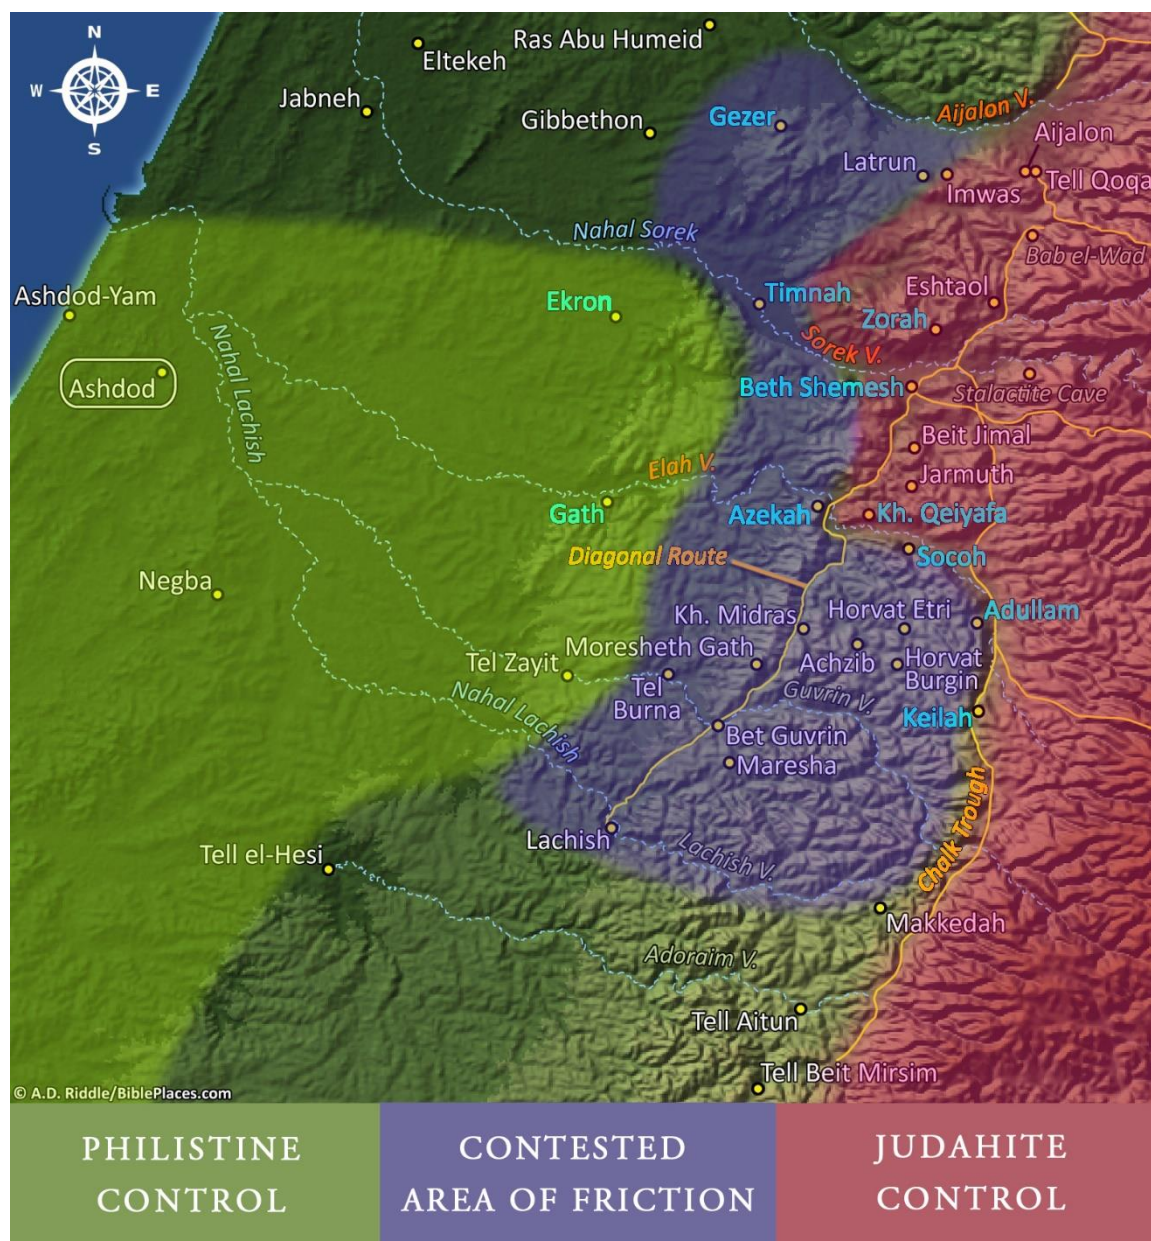 N
W
E
S
Ras Abu Humeid
Eltekeh
Jabneh
Gibbethon
Gezer
Aijalon V.
Aijalon
Latrun
Imwas
Tell Qoqa
Nahal Sorek
Bab el-Wad
Ashdod-Yam
Ekron
Timnah
Eshtaol
Zorah
Sorek V.
Ashdod
Nahal Lachish
Beth Shemesh
Stalactite Cave
Beit Jimal
Elah V.
Jarmuth
Gath
Azekah
Kh. Qeiyafa
Diagonal Route
Socoh
Negba
Kh. Midras
Horvat Etri
Adullam
Moresheth Gath
Tel Zayit
Achzib
Horvat
Burgin
Tel
Burna
Nahal Lachish
Guvrin V.
Keilah
Bet Guvrin
Maresha
Lachish
Lachish V.
Chalk Trough
Tell el-Hesi
Makkedah
Adoraim V.
Tell Aitun
Tell Beit Mirsim
© A.D. Riddle/BiblePlaces.com
PHILISTINE
CONTROL
CONTESTED
AREA OF FRICTION
JUDAHITE
CONTROL